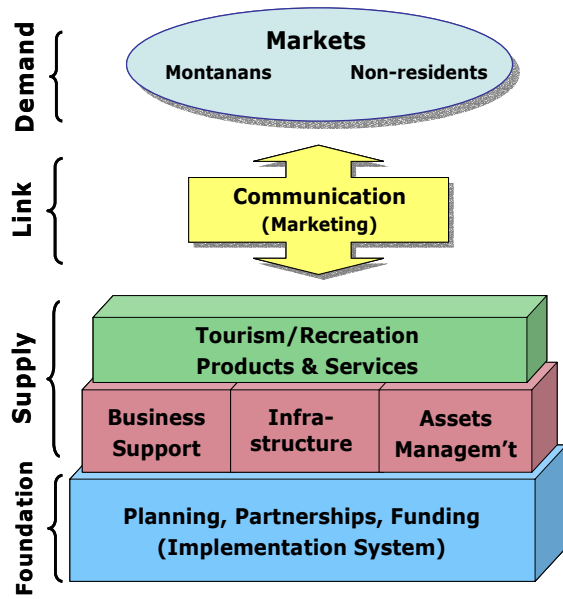 Demand
Markets
Montanans Non-residents
Link
Communication
(Marketing)
Supply
Tourism/Recreation
Products & Services
Business
Support
Infra-
structure
Assets
Managem't
Foundation
Planning, Partnerships, Funding
(Implementation System)